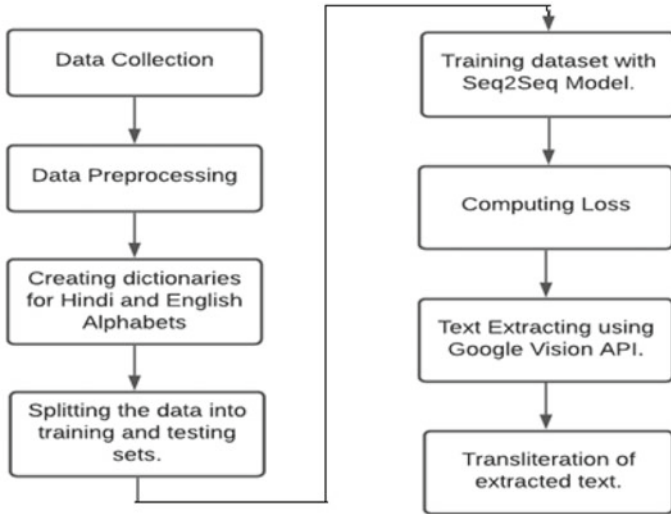 Data Collection
Data Preprocessing
Creating dictionaries
for Hindi and English
Alphabets
Splitting the data into
training and testing
sets.
Training dataset with
Seq2Seq Model.
Computing Loss
Text Extracting using
Google Vision API.
Transliteration of
extracted text.